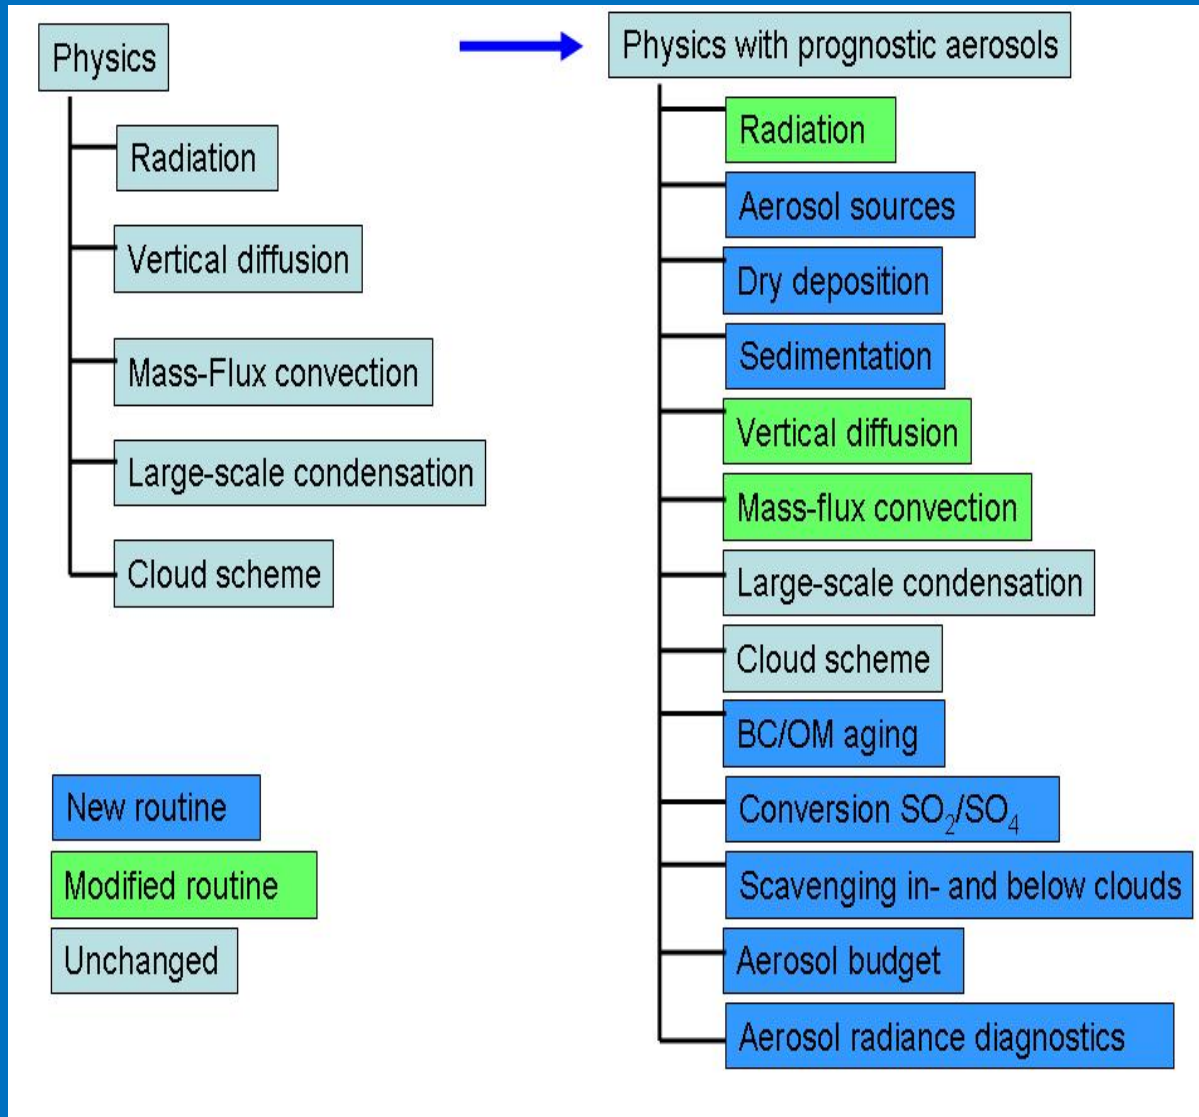 Physics
Radiation
Vertical diffusion
Mass-Flux convection
Large-scale condensation
Cloud scheme
New routine
Modified routine
Unchanged
Physics with prognostic aerosols
Radiation
Aerosol sources
Dry deposition
Sedimentation
Vertical diffusion
Mass-flux convection
Large-scale condensation
Cloud scheme
BC/OM aging
Conversion SO₂/SO₄
Scavenging in- and below clouds
Aerosol budget
Aerosol radiance diagnostics